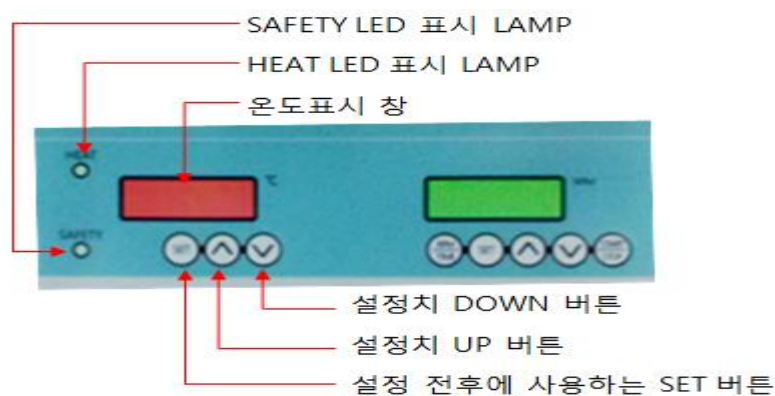 SAFETY LED 표시 LAMP
HEAT LED 표시 LAMP
온도표시 창
HEAT
℃
SAFETY
SET
SET
설정치 DOWN 버튼
설정치 UP 버튼
설정 전후에 사용하는 SET 버튼